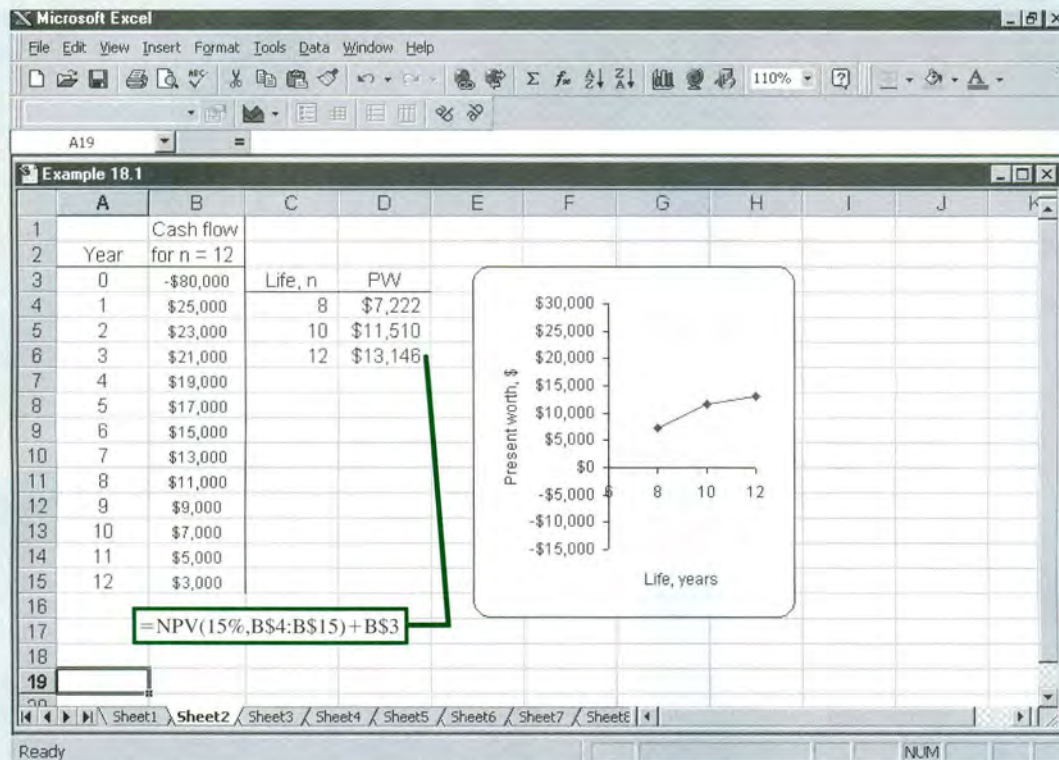 Microsoft Excel
File Edit View Insert Format Tools Data Window Help
110%
A19 =
Example 18.1
A B C D E F G H I J K
1 Cash flow
2 Year for n = 12
3 0 -$80,000 Life, n PW
4 1 $25,000 8 $7,222
5 2 $23,000 10 $11,510
6 3 $21,000 12 $13,146
7 4 $19,000
8 5 $17,000
9 6 $15,000
10 7 $13,000
11 8 $11,000
12 9 $9,000
13 10 $7,000
14 11 $5,000
15 12 $3,000
16
17
18
19
20
=NPV(15%,B$4:B$15)+B$3
$30,000
$25,000
$20,000
$15,000
$10,000
$5,000
$0
-$5,000
-$10,000
-$15,000
6 8 10 12
Present worth, $
Life, years
Sheet1 Sheet2 Sheet3 Sheet4 Sheet5 Sheet6 Sheet7
Ready NUM